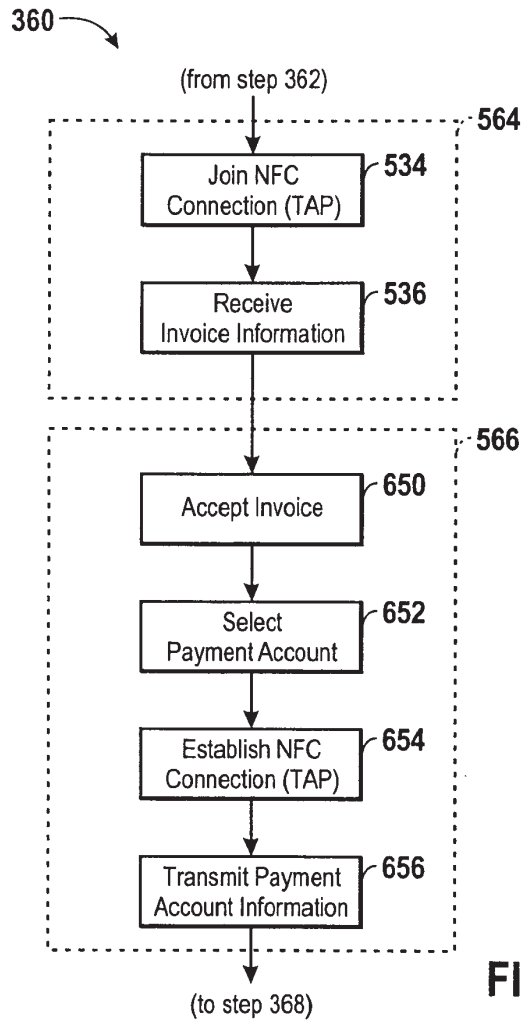 360
(from step 362)
564
Join NFC
Connection (TAP)
534
Receive
Invoice Information
536
566
Accept Invoice
650
Select
Payment Account
652
Establish NFC
Connection (TAP)
654
Transmit Payment
Account Information
656
(to step 368)
FI